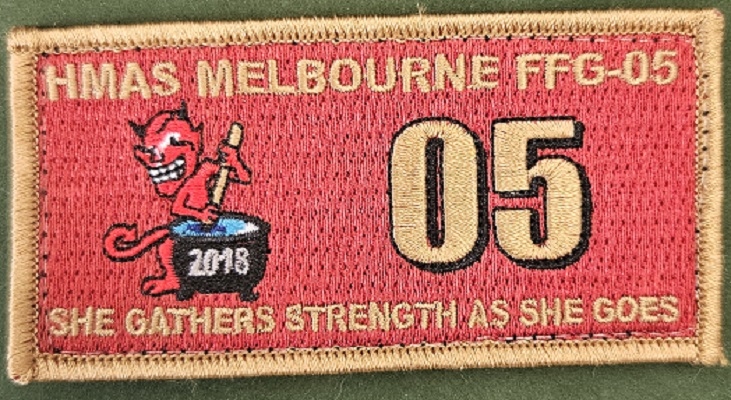 HMAS MELBOURNE FFG-05
05
2018
SHE GATHERS STRENGTH AS SHE GOES